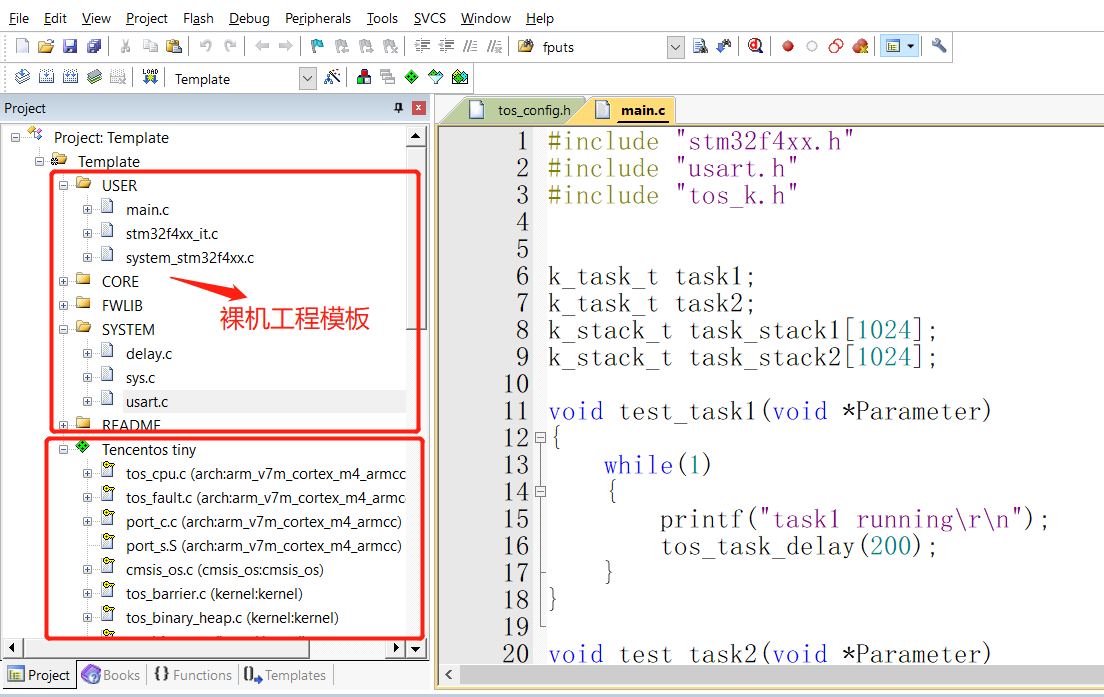 File Edit View Project Flash Debug Peripherals Tools SVCS Window Help
fputs
LOAD Template
Project
tos_config.h main.c
Project: Template
Template
USER
main.c
stm32f4xx_it.c
system_stm32f4xx.c
CORE
FWLIB
裸机工程模板
SYSTEM
delay.c
sys.c
usart.c
README
Tencentos tiny
tos_cpu.c (arch:arm_v7m_cortex_m4_armcc
tos_fault.c (arch:arm_v7m_cortex_m4_armc
port_c.c (arch:arm_v7m_cortex_m4_armcc)
port_s.S (arch:arm_v7m_cortex_m4_armcc)
cmsis_os.c (cmsis_os:cmsis_os)
tos_barrier.c (kernel:kernel)
tos_binary_heap.c (kernel:kernel)
Project Books {} Functions Templates
1 #include "stm32f4xx.h"
2 #include "usart.h"
3 #include "tos_k.h"
4
5
6 k_task_t task1;
7 k_task_t task2;
8 k_stack_t task_stack1[1024];
9 k_stack_t task_stack2[1024];
10
11 void test_task1(void *Parameter)
12 {
13 while(1)
14 {
15 printf("task1 running\r\n");
16 tos_task_delay(200);
17 }
18 }
19
20 void test task2(void *Parameter)